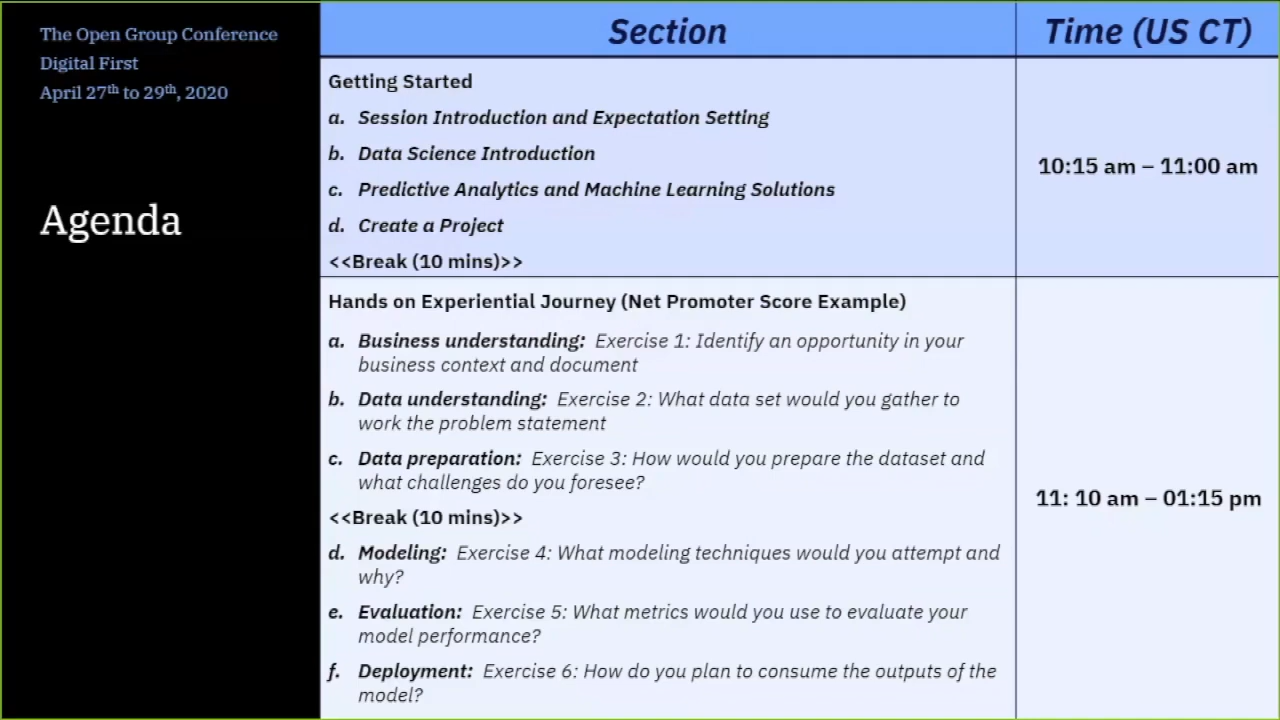 The Open Group Conference
Digital First
April 27th to 29th, 2020
Agenda
Section
Time (US CT)
Getting Started
a. Session Introduction and Expectation Setting
b. Data Science Introduction
c. Predictive Analytics and Machine Learning Solutions
d. Create a Project
<<Break (10 mins)>>
10:15 am – 11:00 am
Hands on Experiential Journey (Net Promoter Score Example)
a. Business understanding: Exercise 1: Identify an opportunity in your
business context and document
b. Data understanding: Exercise 2: What data set would you gather to
work the problem statement
c. Data preparation: Exercise 3: How would you prepare the dataset and
what challenges do you foresee?
<<Break (10 mins)>>
d. Modeling: Exercise 4: What modeling techniques would you attempt and
why?
e. Evaluation: Exercise 5: What metrics would you use to evaluate your
model performance?
f. Deployment: Exercise 6: How do you plan to consume the outputs of the
model?
11: 10 am – 01:15 pm